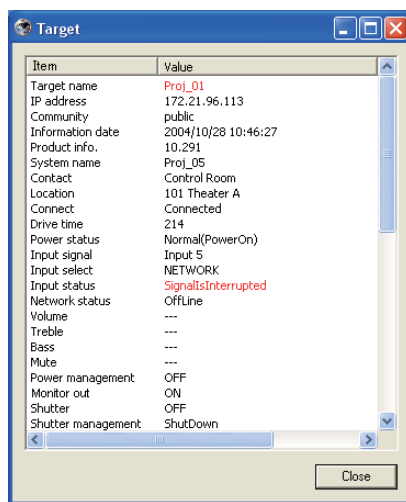 Target
Item Value
Target name Proj_01
IP address 172.21.96.113
Community public
Information date 2004/10/28 10:46:27
Product info. 10.291
System name Proj_05
Contact Control Room
Location 101 Theater A
Connect Connected
Drive time 214
Power status Normal(PowerOn)
Input signal Input 5
Input select NETWORK
Input status SignalIsInterrupted
Network status OffLine
Volume ---
Treble ---
Bass ---
Mute ---
Power management OFF
Monitor out ON
Shutter OFF
Shutter management ShutDown
Close